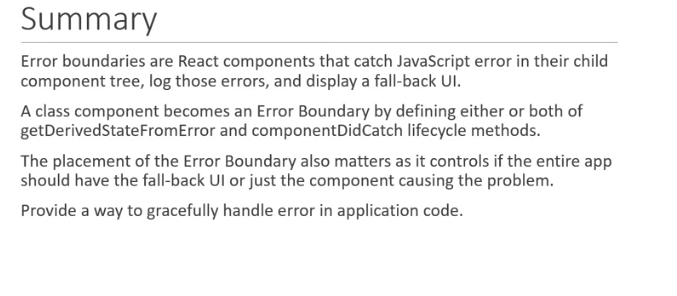 Summary
Error boundaries are React components that catch JavaScript error in their child
component tree, log those errors, and display a fall-back UI.
A class component becomes an Error Boundary by defining either or both of
getDerivedStateFromError and componentDidCatch lifecycle methods.
The placement of the Error Boundary also matters as it controls if the entire app
should have the fall-back UI or just the component causing the problem.
Provide a way to gracefully handle error in application code.